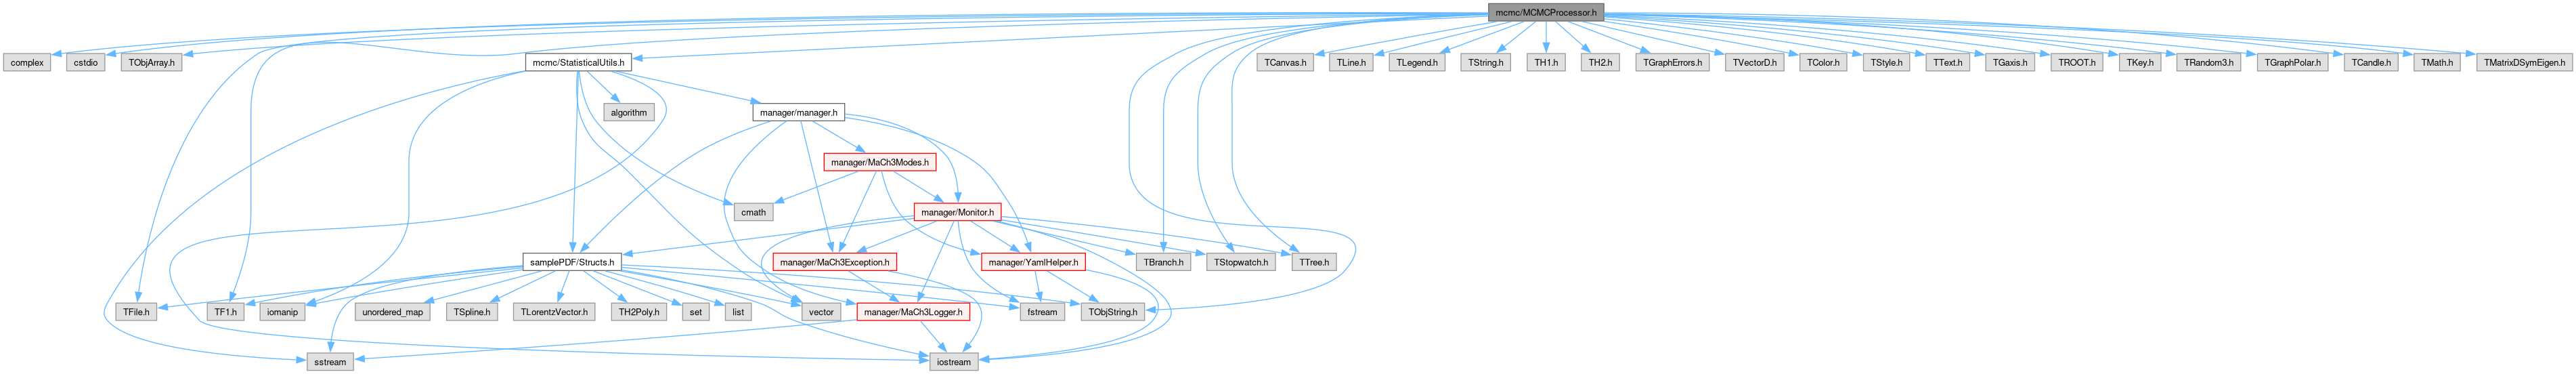 mcmc/MCMCProcessor.h
complex
cstdio
TObjArray.h
mcmc/StatisticalUtils.h
TCanvas.h
TLine.h
TLegend.h
TString.h
TH1.h
TH2.h
TGraphErrors.h
TVectorD.h
TColor.h
TStyle.h
TText.h
TGaxis.h
TROOT.h
TKey.h
TRandom3.h
TGraphPolar.h
TCandle.h
TMath.h
TMatrixDSymEigen.h
algorithm
manager/manager.h
manager/MaCh3Modes.h
cmath
manager/Monitor.h
samplePDF/Structs.h
manager/MaCh3Exception.h
manager/YamlHelper.h
TBranch.h
TStopwatch.h
TTree.h
TFile.h
TF1.h
iomanip
unordered_map
TSpline.h
TLorentzVector.h
TH2Poly.h
set
list
vector
manager/MaCh3Logger.h
fstream
TObjString.h
sstream
iostream